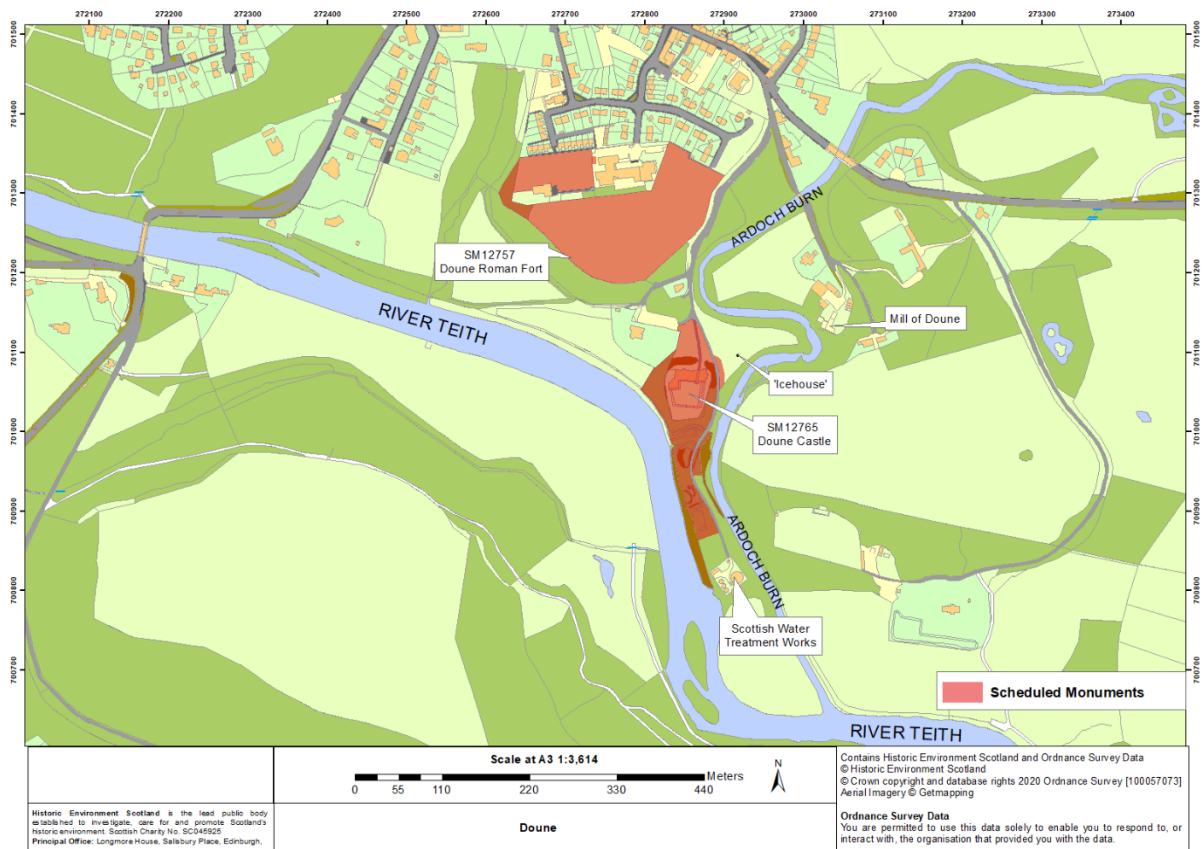 272100 272200 272300 272400 272500 272600 272700 272800 272900 273000 273100 273200 273300 273400
701500 701500
701400 701400
701300 701300
ARDOCH BURN
SM12757
Doune Roman Fort
701200 701200
RIVER TEITH
Mill of Doune
701100 701100
'Icehouse'
SM12765
Doune Castle
701000 701000
700900 700900
ARDOCH BURN
700800 700800
Scottish Water
Treatment Works
700700 700700
Scheduled Monuments
RIVER TEITH
Scale at A3 1:3,614
Meters
0 55 110 220 330 440
N
Doune
Historic Environment Scotland is the lead public body
established to investigate, care for and promote Scotland's
historic environment. Scottish Charity No. SC045925
Principal Office: Longmore House, Salisbury Place, Edinburgh,
Contains Historic Environment Scotland and Ordnance Survey Data
© Historic Environment Scotland
© Crown copyright and database rights 2020 Ordnance Survey [100057073]
Aerial Imagery © Getmapping
Ordnance Survey Data
You are permitted to use this data solely to enable you to respond to, or
interact with, the organisation that provided you with the data.